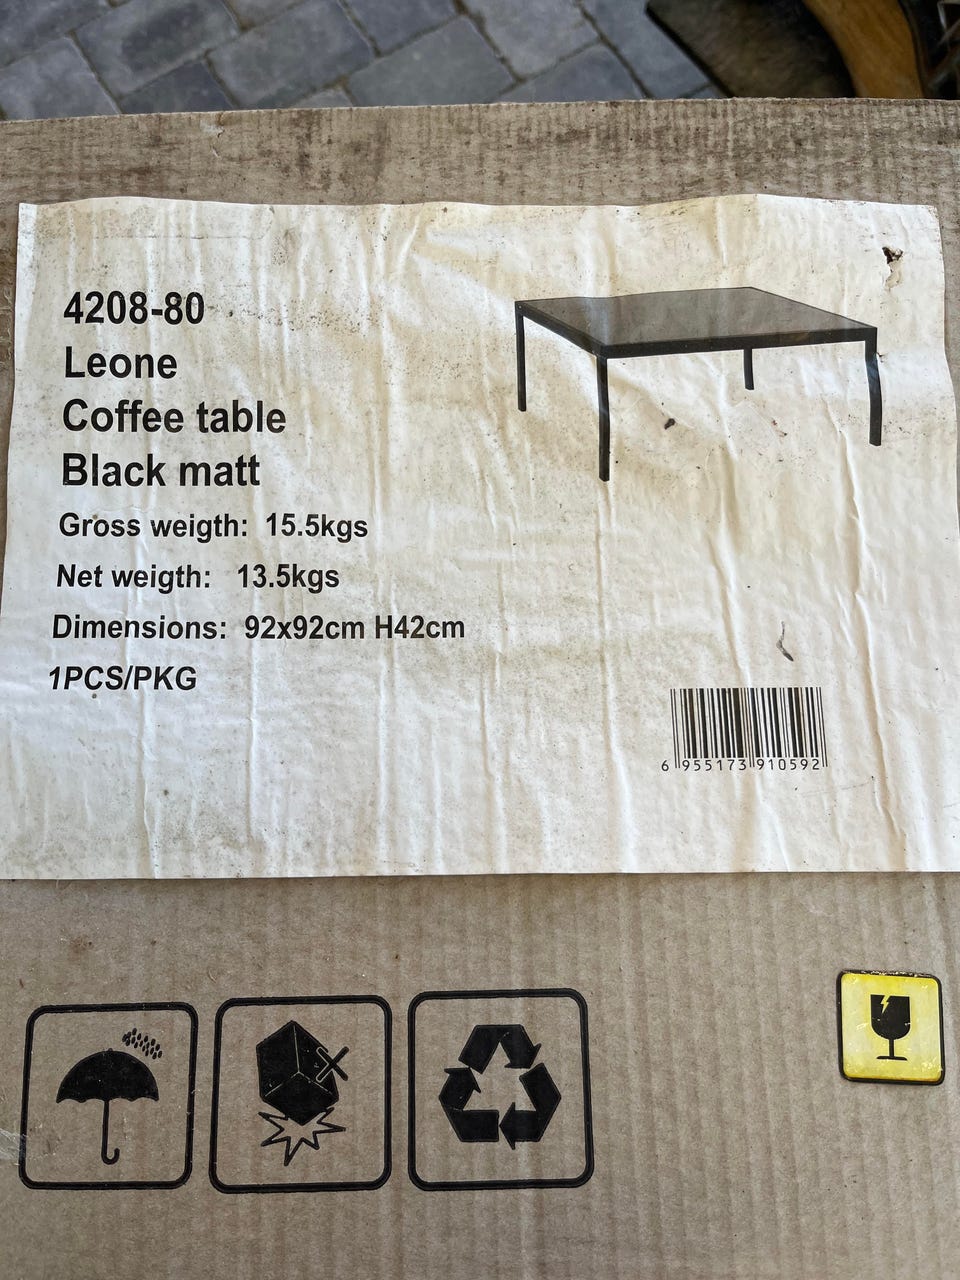 4208-80
Leone
Coffee table
Black matt
Gross weigth: 15.5kgs
Net weigth: 13.5kgs
Dimensions: 92x92cm H42cm
1PCS/PKG
6 955173 910592